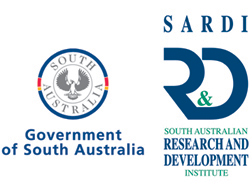 SOUTH
AUSTRALIA
Government
of South Australia
SARDI
R&D
SOUTH AUSTRALIAN
RESEARCH AND
DEVELOPMENT
INSTITUTE